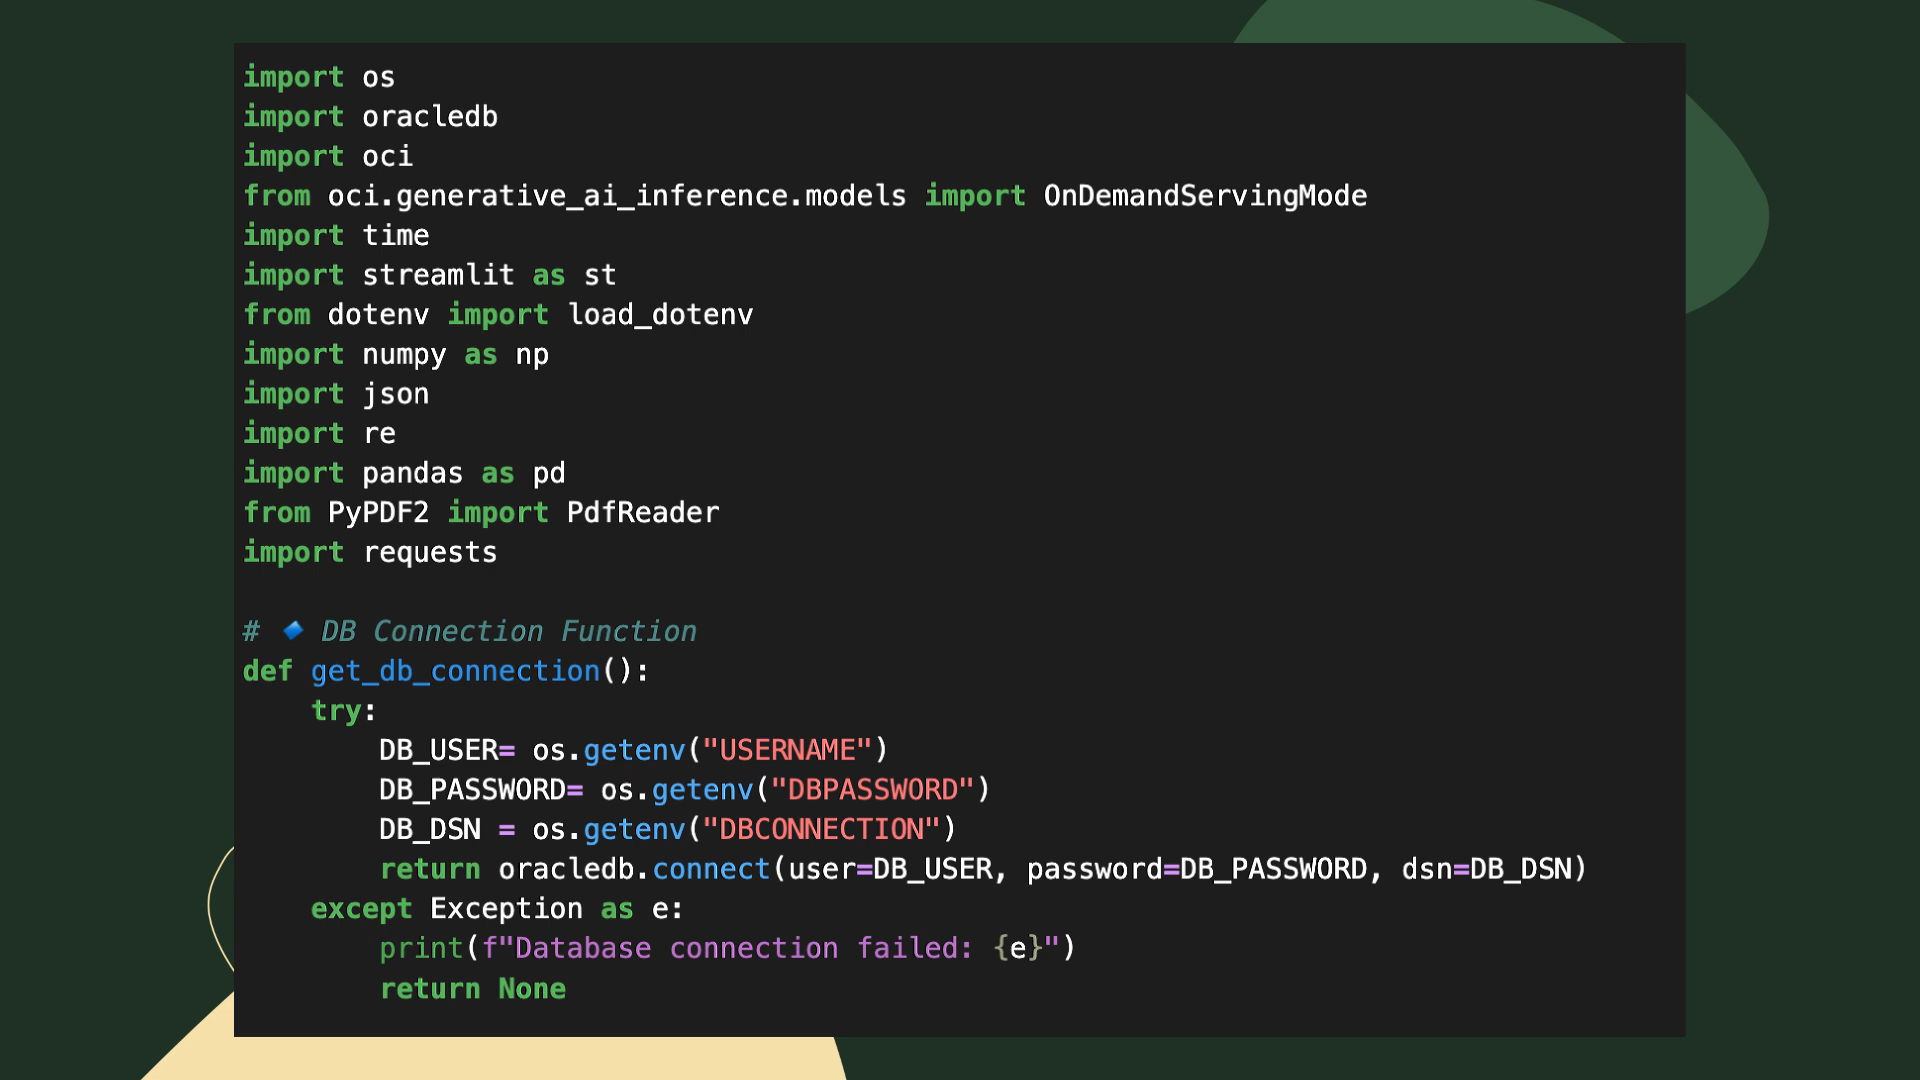 import os
import oracledb
import oci
from oci.generative_ai_inference.models import OnDemandServingMode
import time
import streamlit as st
from dotenv import load_dotenv
import numpy as np
import json
import re
import pandas as pd
from PyPDF2 import PdfReader
import requests

# 🔹 DB Connection Function
def get_db_connection():
    try:
        DB_USER= os.getenv("USERNAME")
        DB_PASSWORD= os.getenv("DBPASSWORD")
        DB_DSN = os.getenv("DBCONNECTION")
        return oracledb.connect(user=DB_USER, password=DB_PASSWORD, dsn=DB_DSN)
    except Exception as e:
        print(f"Database connection failed: {e}")
        return None